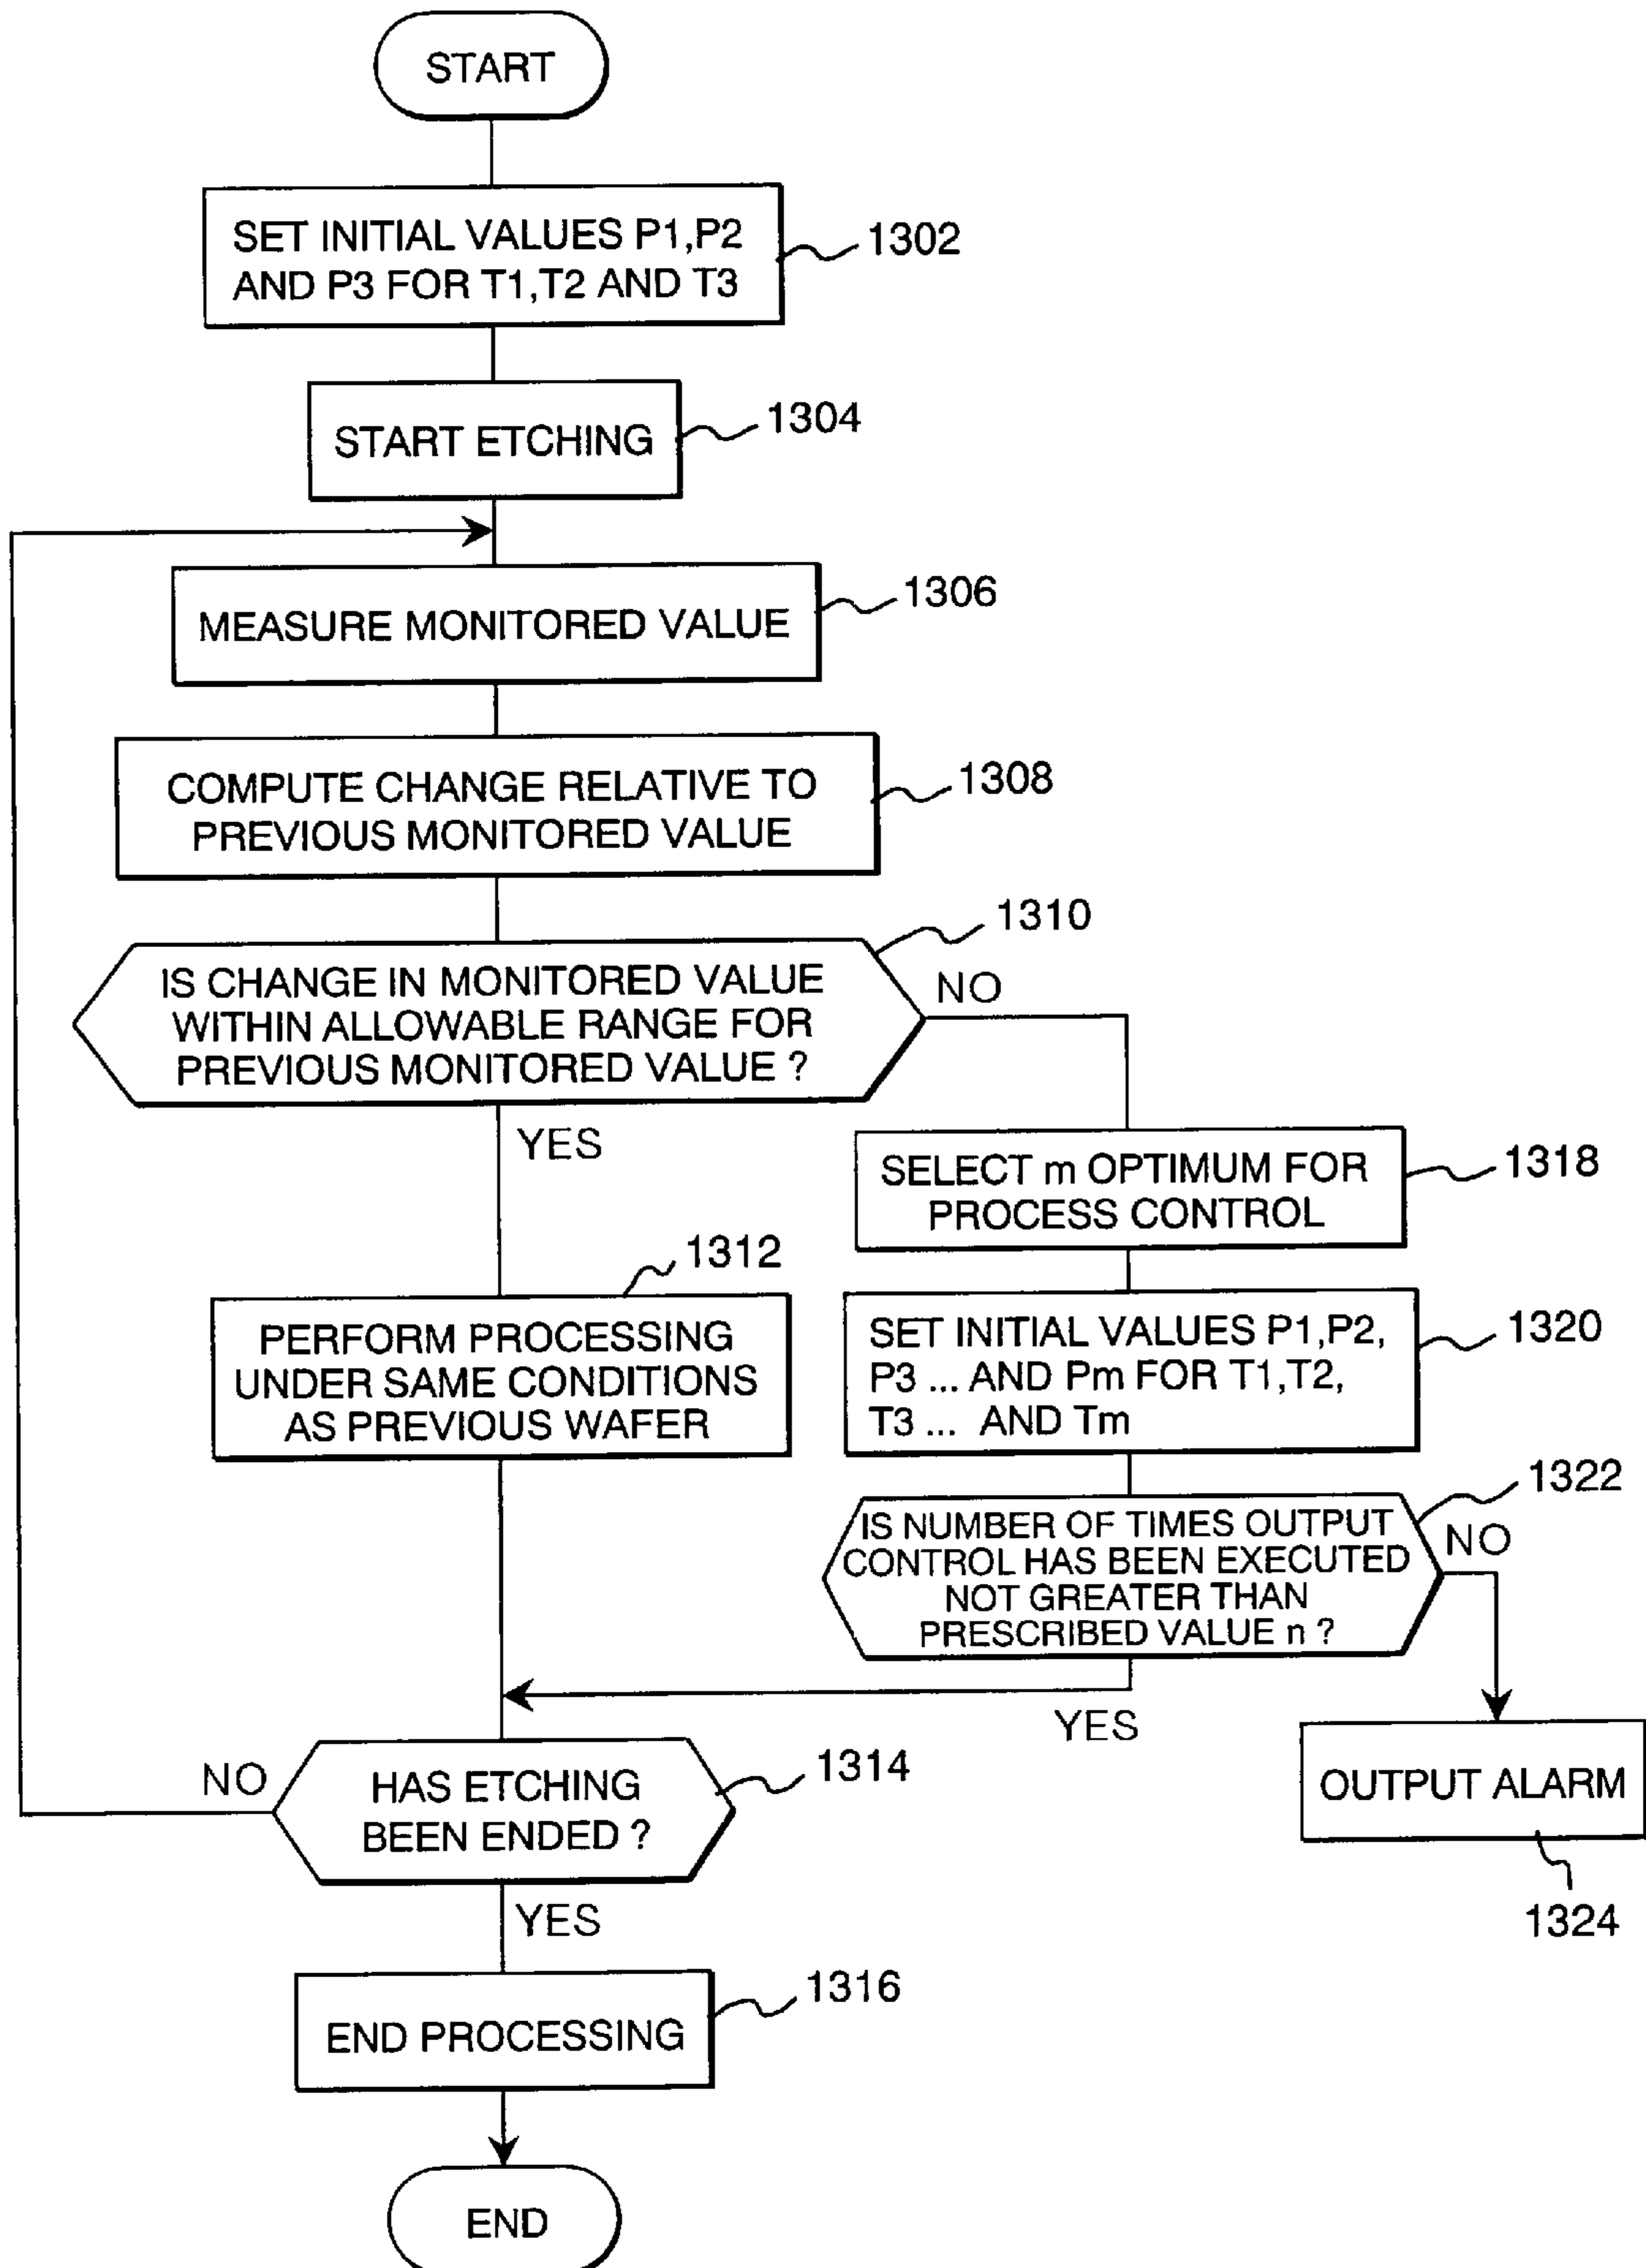 START
SET INITIAL VALUES P1,P2
AND P3 FOR T1,T2 AND T3
1302
START ETCHING
1304
MEASURE MONITORED VALUE
1306
COMPUTE CHANGE RELATIVE TO
PREVIOUS MONITORED VALUE
1308
IS CHANGE IN MONITORED VALUE
WITHIN ALLOWABLE RANGE FOR
PREVIOUS MONITORED VALUE ?
1310
NO
YES
SELECT m OPTIMUM FOR
PROCESS CONTROL
1318
1312
PERFORM PROCESSING
UNDER SAME CONDITIONS
AS PREVIOUS WAFER
SET INITIAL VALUES P1,P2,
P3 ... AND Pm FOR T1,T2,
T3 ... AND Tm
1320
IS NUMBER OF TIMES OUTPUT
CONTROL HAS BEEN EXECUTED
NOT GREATER THAN
PRESCRIBED VALUE n ?
1322
NO
YES
NO
HAS ETCHING
BEEN ENDED ?
1314
OUTPUT ALARM
1324
YES
END PROCESSING
1316
END